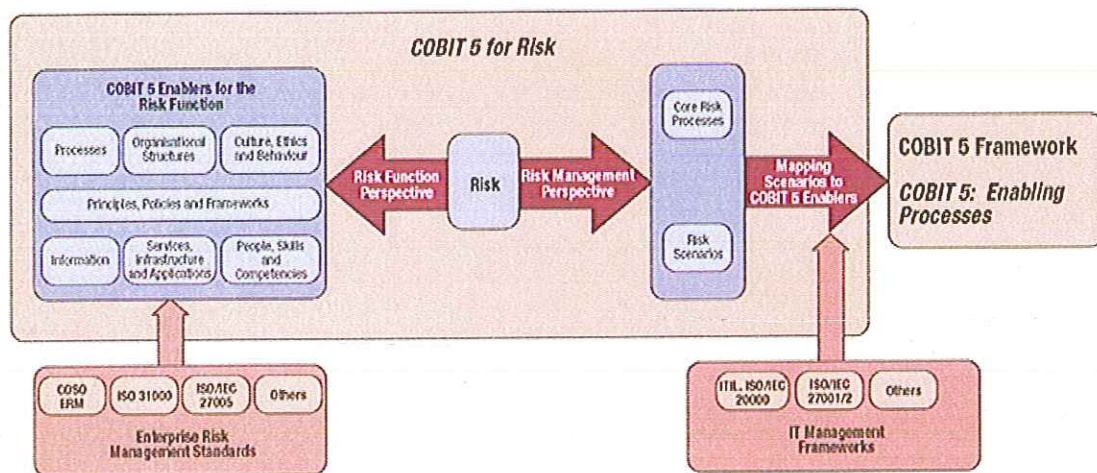 COBIT 5 for Risk
COBIT 5 Enablers for the
Risk Function
Processes
Organisational
Structures
Culture, Ethics
and Behaviour
Principles, Policies and Frameworks
Information
Services,
Infrastructure
and Applications
People, Skills
and
Competencies
Risk Function
Perspective
Risk
Risk Management
Perspective
Core Risk
Processes
Risk
Scenarios
Mapping
Scenarios to
COBIT 5 Enablers
COBIT 5 Framework
COBIT 5: Enabling
Processes
COSO
ERM
ISO 31000
ISO/IEC
27005
Others
Enterprise Risk
Management Standards
ITIL, ISO/IEC
20000
ISO/IEC
27001/2
Others
IT Management
Frameworks